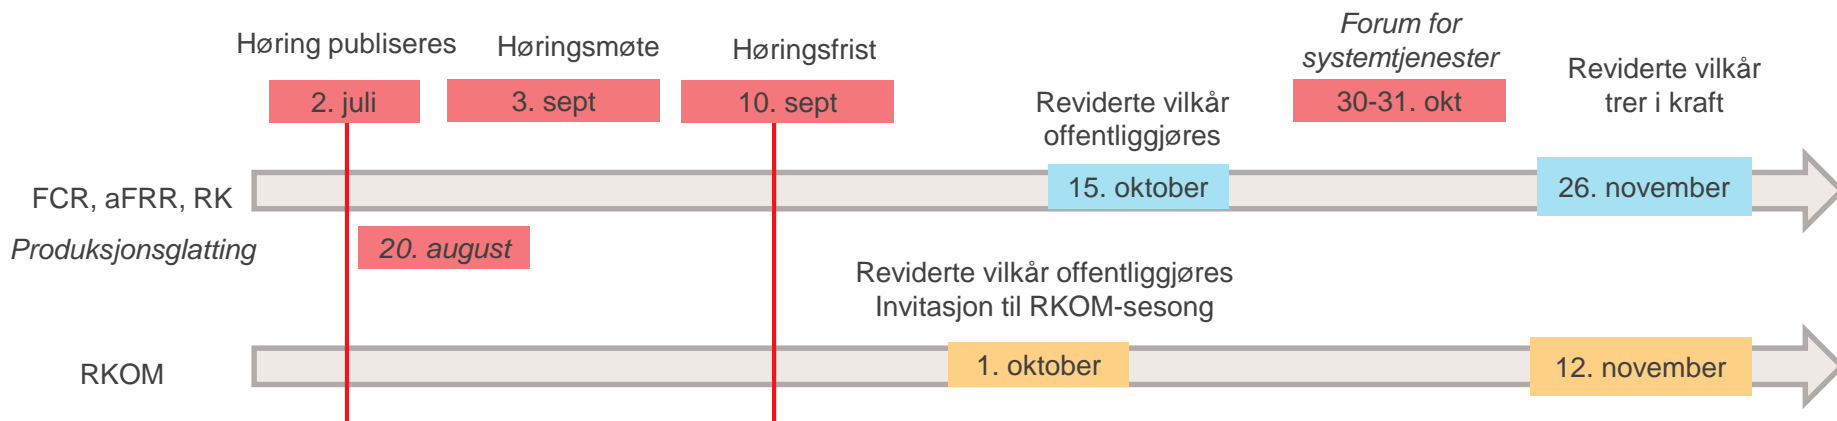 Høring publiseres
2. juli
Høringsmøte
3. sept
Høringsfrist
10. sept
Reviderte vilkår
offentliggjøres
15. oktober
Forum for
systemtjenester
30-31. okt
Reviderte vilkår
trer i kraft
26. november
FCR, aFRR, RK
Produksjonsglatting
20. august
Reviderte vilkår offentliggjøres
Invitasjon til RKOM-sesong
RKOM
1. oktober
12. november